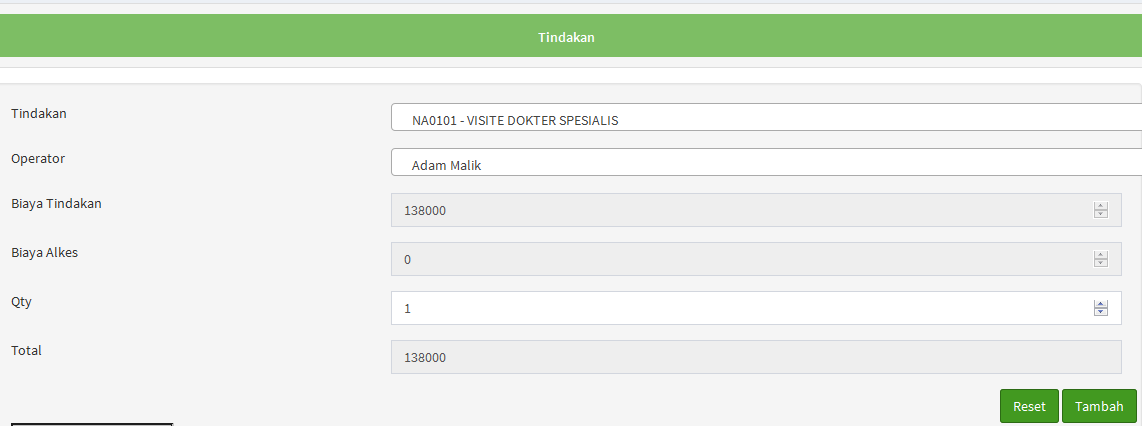 Tindakan
Tindakan NA0101 - VISITE DOKTER SPESIALIS
Operator Adam Malik
Biaya Tindakan 138000
Biaya Alkes 0
Qty 1
Total 138000
Reset Tambah